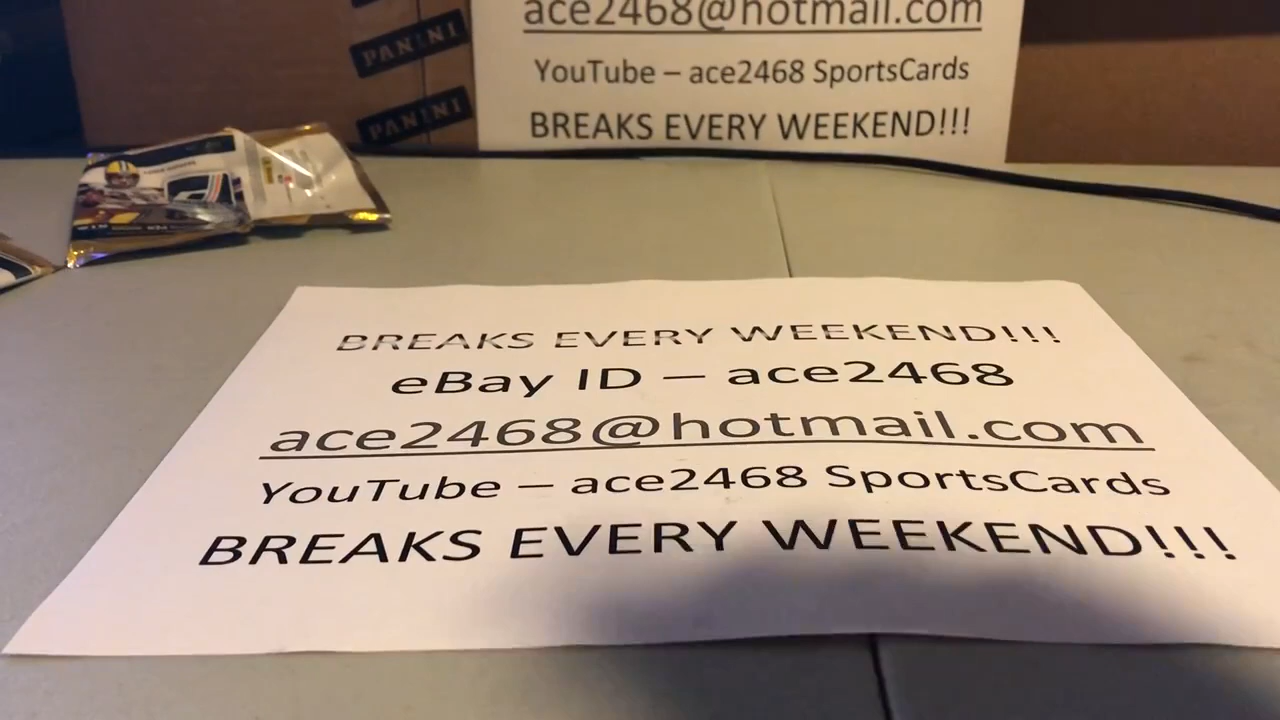 PANINI
PANINI
ace2468@hotmail.com
YouTube – ace2468 SportsCards
BREAKS EVERY WEEKEND!!!
BREAKS EVERY WEEKEND!!!
eBay ID – ace2468
ace2468@hotmail.com
YouTube – ace2468 SportsCards
BREAKS EVERY WEEKEND!!!